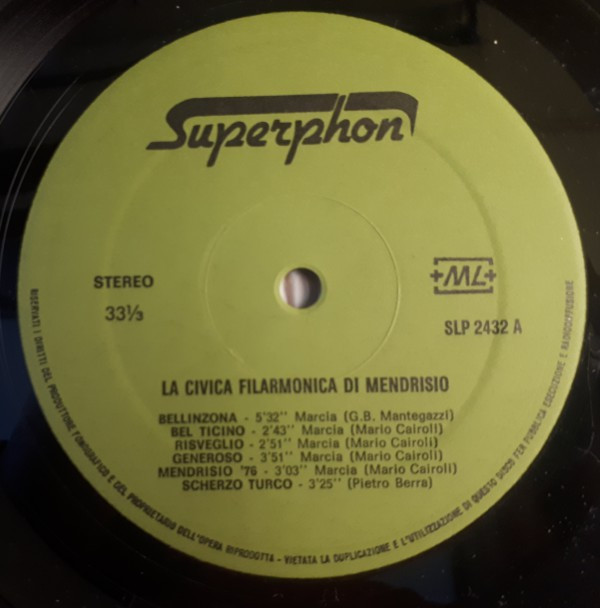 Superphon
STEREO
33⅓
+ML+
SLP 2432 A
LA CIVICA FILARMONICA DI MENDRISIO
BELLINZONA - 5'32'' Marcia (G.B. Mantegazzi)
BEL TICINO - 2'43'' Marcia (Mario Cairoli)
RISVEGLIO - 2'51'' Marcia (Mario Cairoli)
GENEROSO - 3'51'' Marcia (Mario Cairoli)
MENDRISIO '76 - 3'03'' Marcia (Mario Cairoli)
SCHERZO TURCO - 3'25'' (Pietro Berra)
RISERVATI I DIRITTI DEL PRODUTTORE FONOGRAFICO E DEL PROPRIETARIO DELL'OPERA RIPRODOTTA - VIETATA LA DUPLICAZIONE E L'UTILIZZAZIONE DI QUESTO DISCO PER PUBBLICA ESECUZIONE E RADIODIFFUSIONE